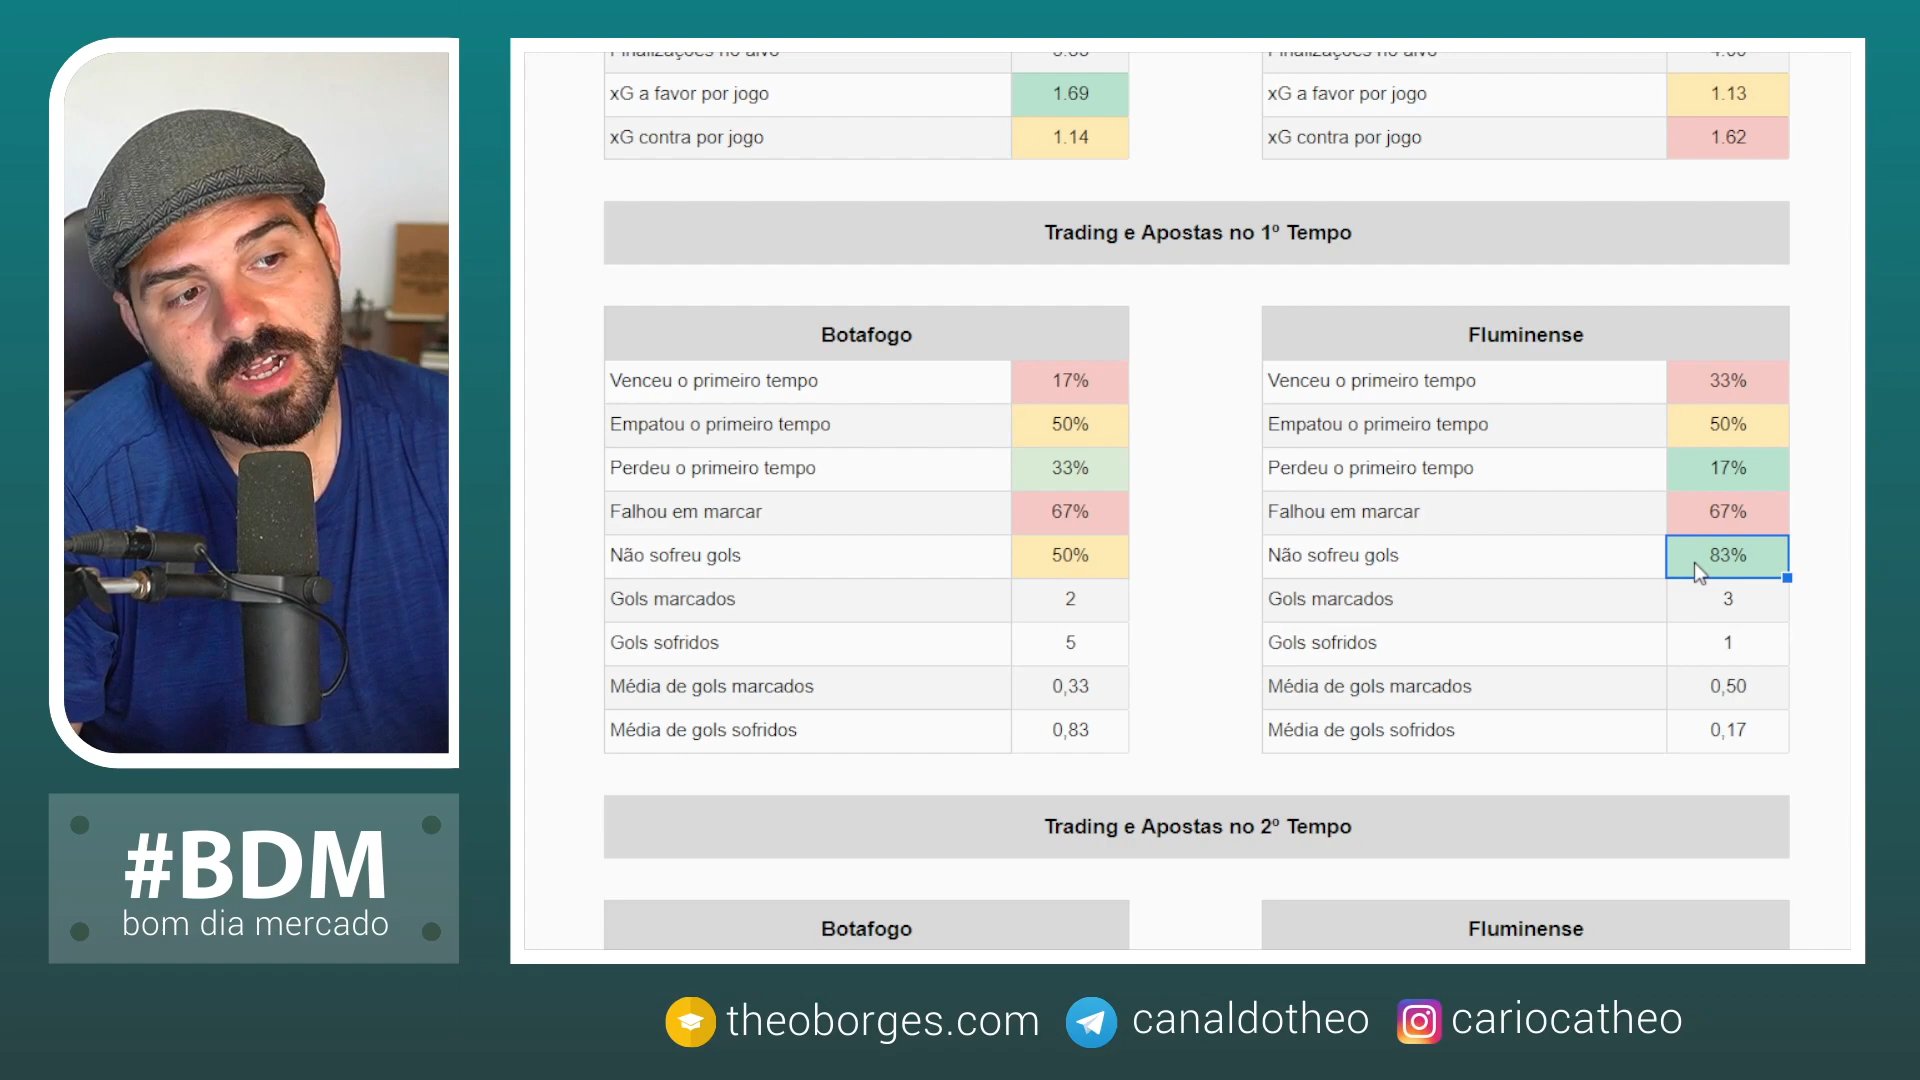 Finalizações no alvo
xG a favor por jogo 1.69
xG contra por jogo 1.14
Finalizações no alvo
xG a favor por jogo 1.13
xG contra por jogo 1.62
Trading e Apostas no 1º Tempo
Botafogo
Venceu o primeiro tempo 17%
Empatou o primeiro tempo 50%
Perdeu o primeiro tempo 33%
Falhou em marcar 67%
Não sofreu gols 50%
Gols marcados 2
Gols sofridos 5
Média de gols marcados 0,33
Média de gols sofridos 0,83
Fluminense
Venceu o primeiro tempo 33%
Empatou o primeiro tempo 50%
Perdeu o primeiro tempo 17%
Falhou em marcar 67%
Não sofreu gols 83%
Gols marcados 3
Gols sofridos 1
Média de gols marcados 0,50
Média de gols sofridos 0,17
Trading e Apostas no 2º Tempo
Botafogo
Fluminense
#BDM
bom dia mercado
theoborges.com
canaldotheo
cariocatheo